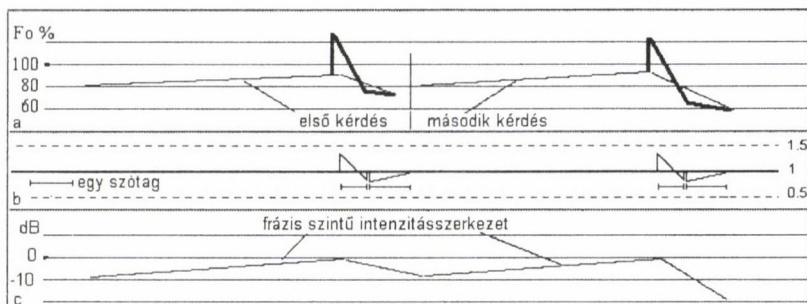 Fo %
100
80
60
első kérdés
második kérdés
a
1.5
1
egy szótag
0.5
b
dB
frázis szintű intenzitásszerkezet
0
-10
c